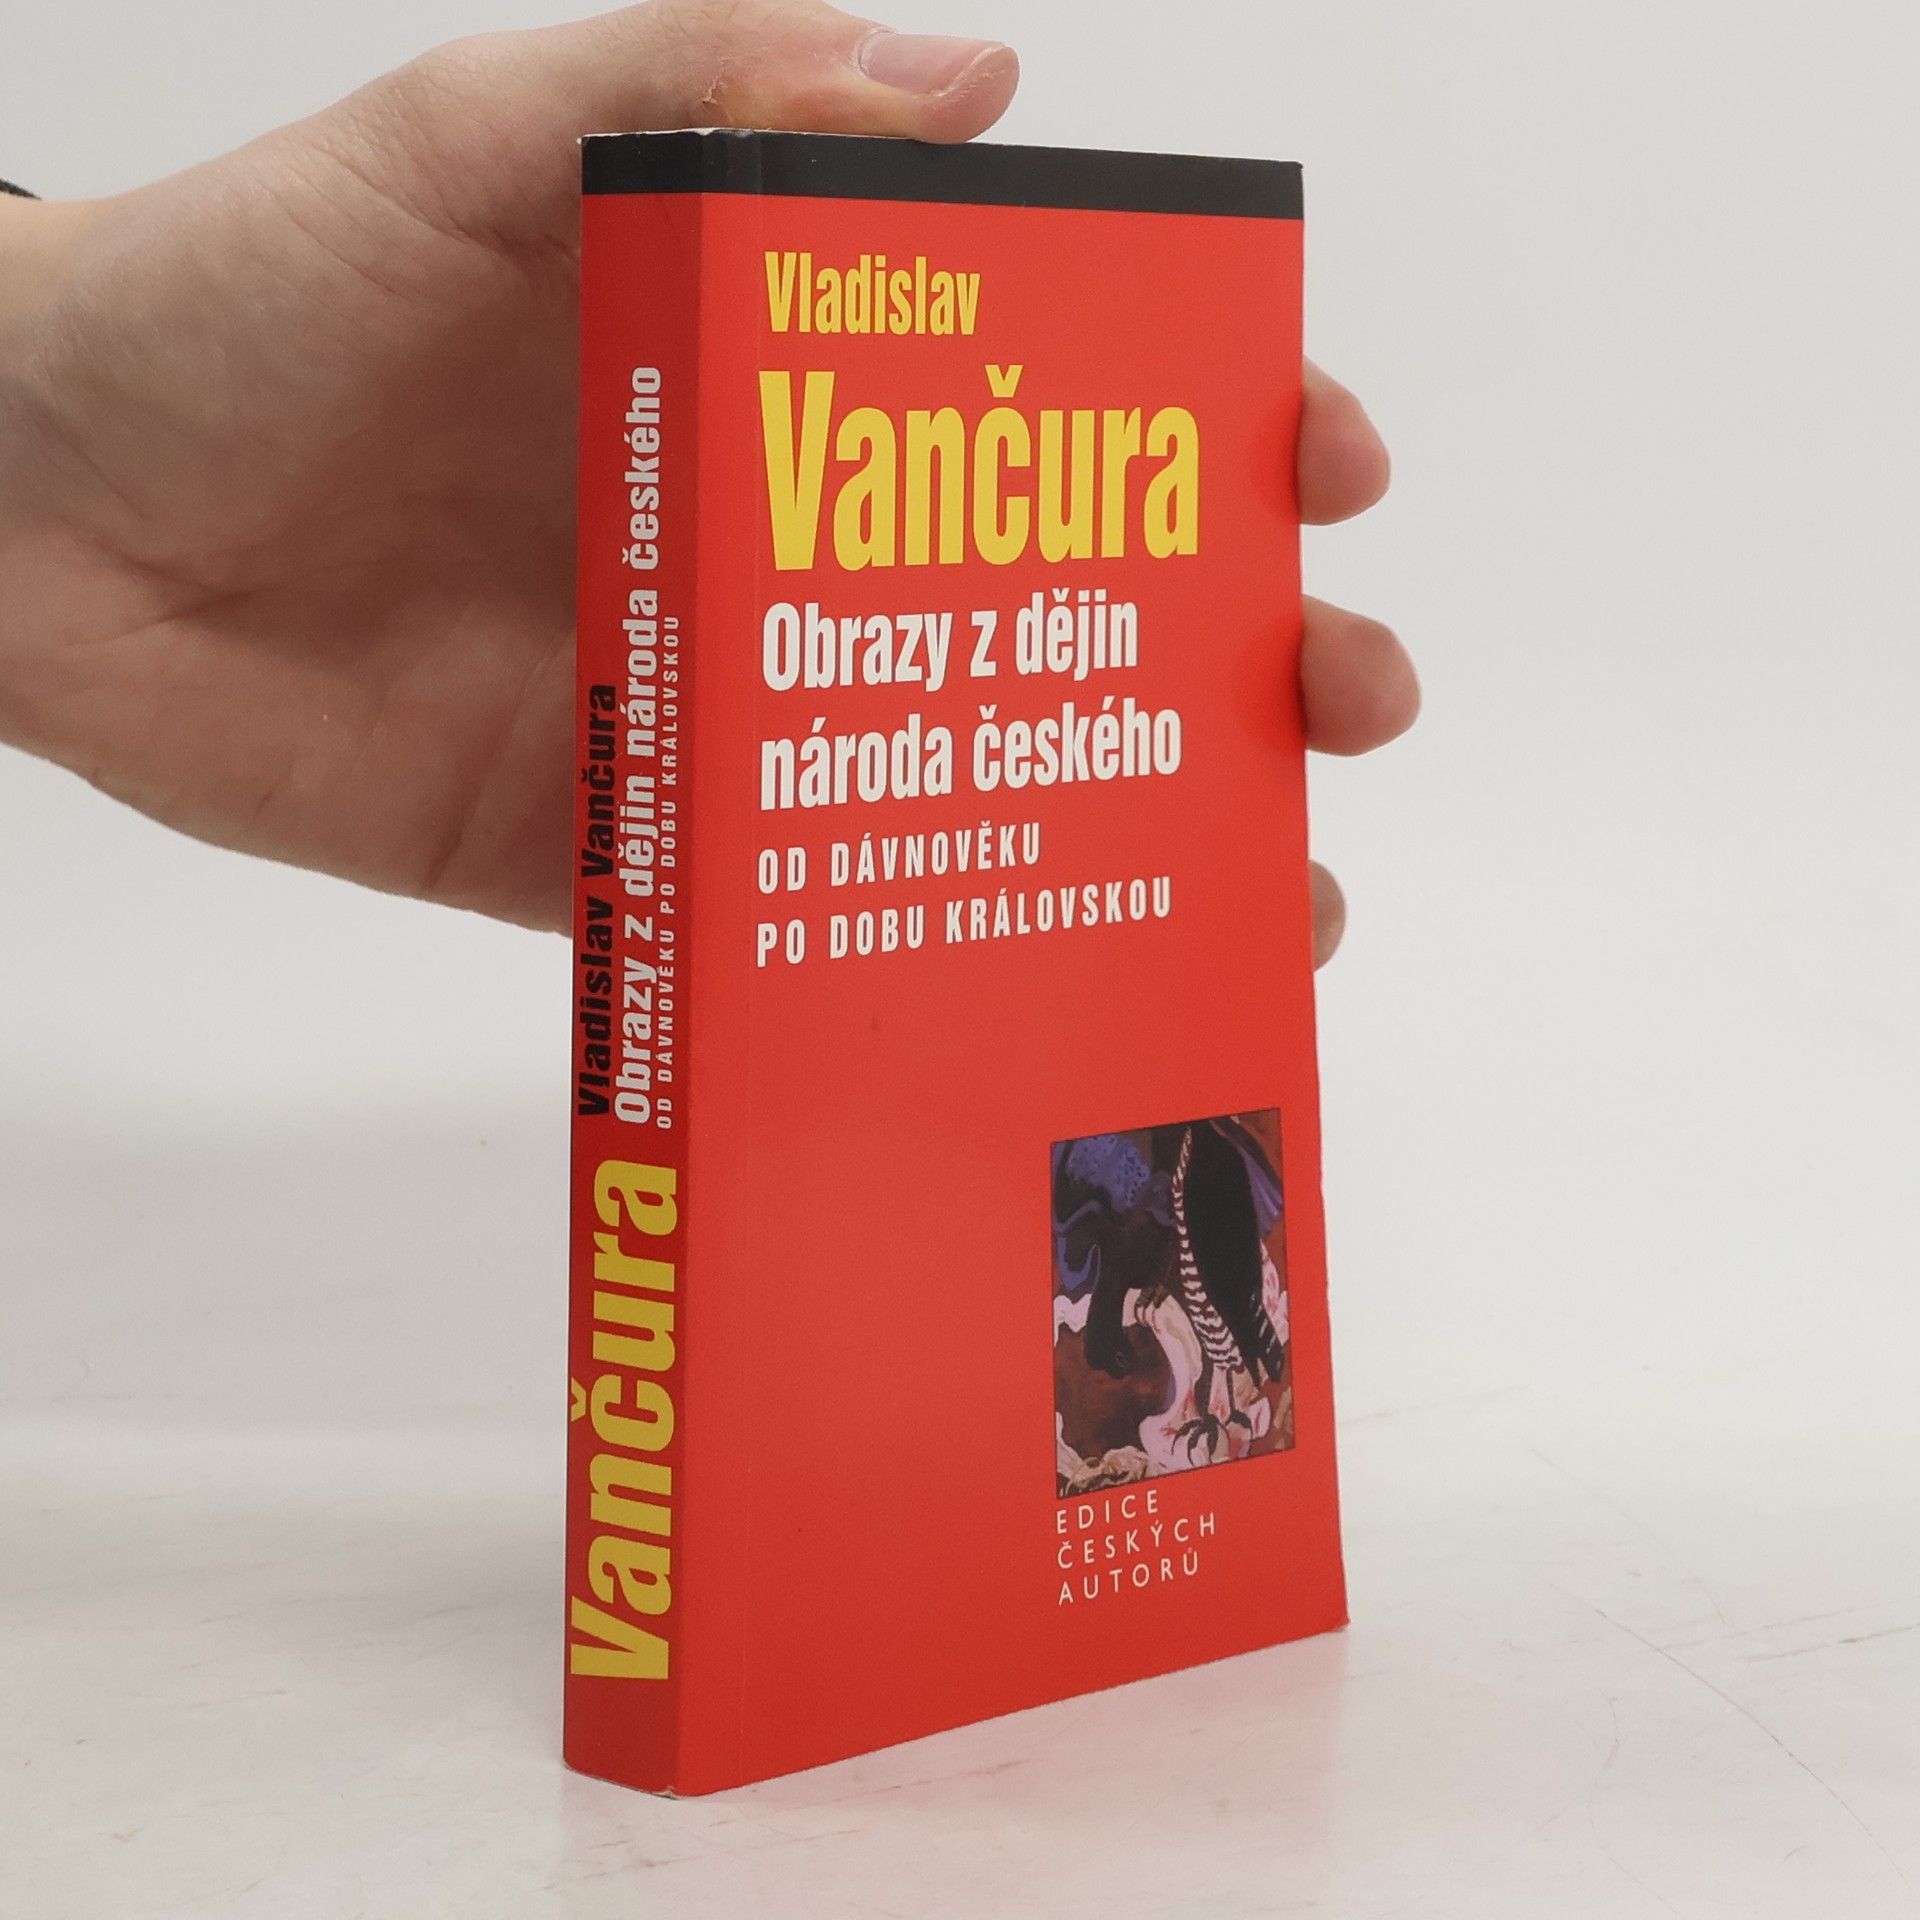 Vladislav
Vančura
Obrazy z dějin
národa českého
OD DÁVNOVĚKU
PO DOBU KRÁLOVSKOU
EDICE
ČESKÝCH
AUTORŮ
Vančura
Vladislav Vančura
Obrazy z dějin národa českého
OD DÁVNOVĚKU PO DOBU KRÁLOVSKOU